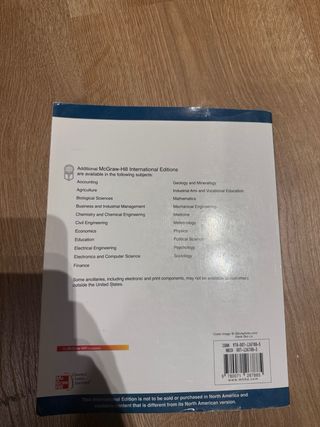 Additional McGraw-Hill International Editions
are available in the following subjects:
Accounting
Agriculture
Biological Sciences
Business and Industrial Management
Chemistry and Chemical Engineering
Civil Engineering
Economics
Education
Electrical Engineering
Electronics and Computer Science
Finance
Geology and Mineralogy
Industrial Arts and Vocational Education
Mathematics
Mechanical Engineering
Medicine
Meteorology
Physics
Political Science
Psychology
Sociology
Some ancillaries, including electronic and print components, may not be available to customers
outside the United States.
This International Edition is not to be sold or purchased in North America and
contains content that is different from its North American version.